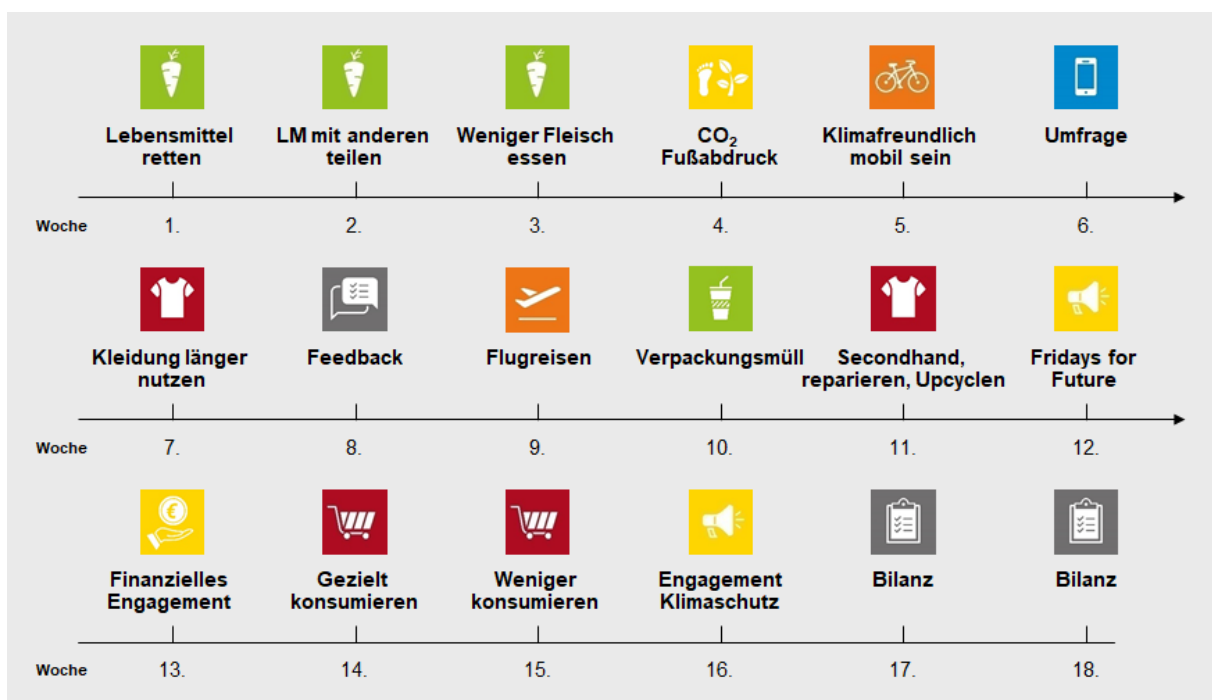 Lebensmittel retten
LM mit anderen teilen
Weniger Fleisch essen
CO₂ Fußabdruck
Klimafreundlich mobil sein
Umfrage
Woche 1. 2. 3. 4. 5. 6.
Kleidung länger nutzen
Feedback
Flugreisen
Verpackungsmüll
Secondhand, reparieren, Upcyclen
Fridays for Future
Woche 7. 8. 9. 10. 11. 12.
Finanzielles Engagement
Gezielt konsumieren
Weniger konsumieren
Engagement Klimaschutz
Bilanz
Bilanz
Woche 13. 14. 15. 16. 17. 18.